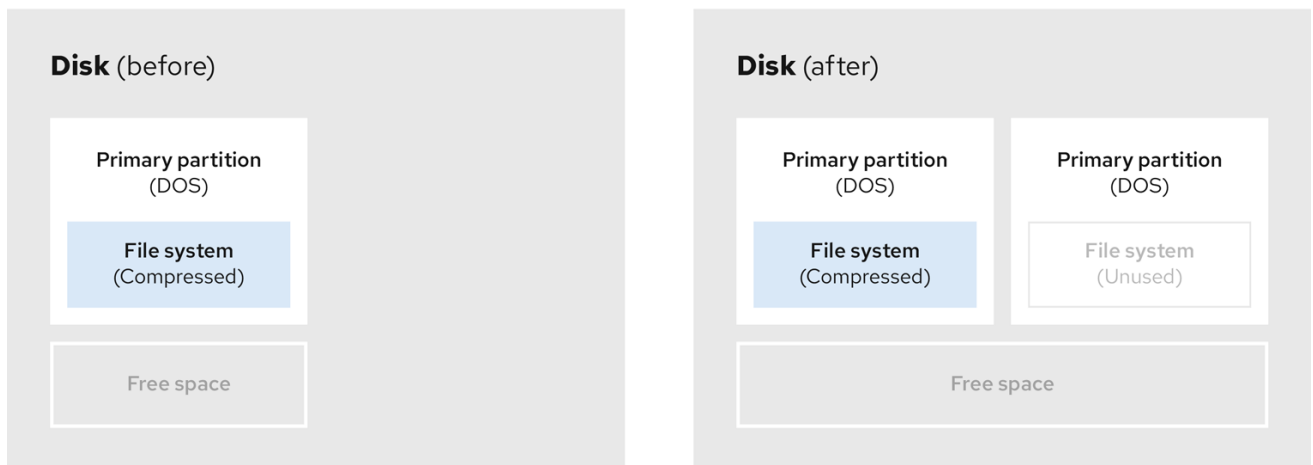 Disk (before)
Primary partition
(DOS)
File system
(Compressed)
Free space
Disk (after)
Primary partition
(DOS)
File system
(Compressed)
Primary partition
(DOS)
File system
(Unused)
Free space